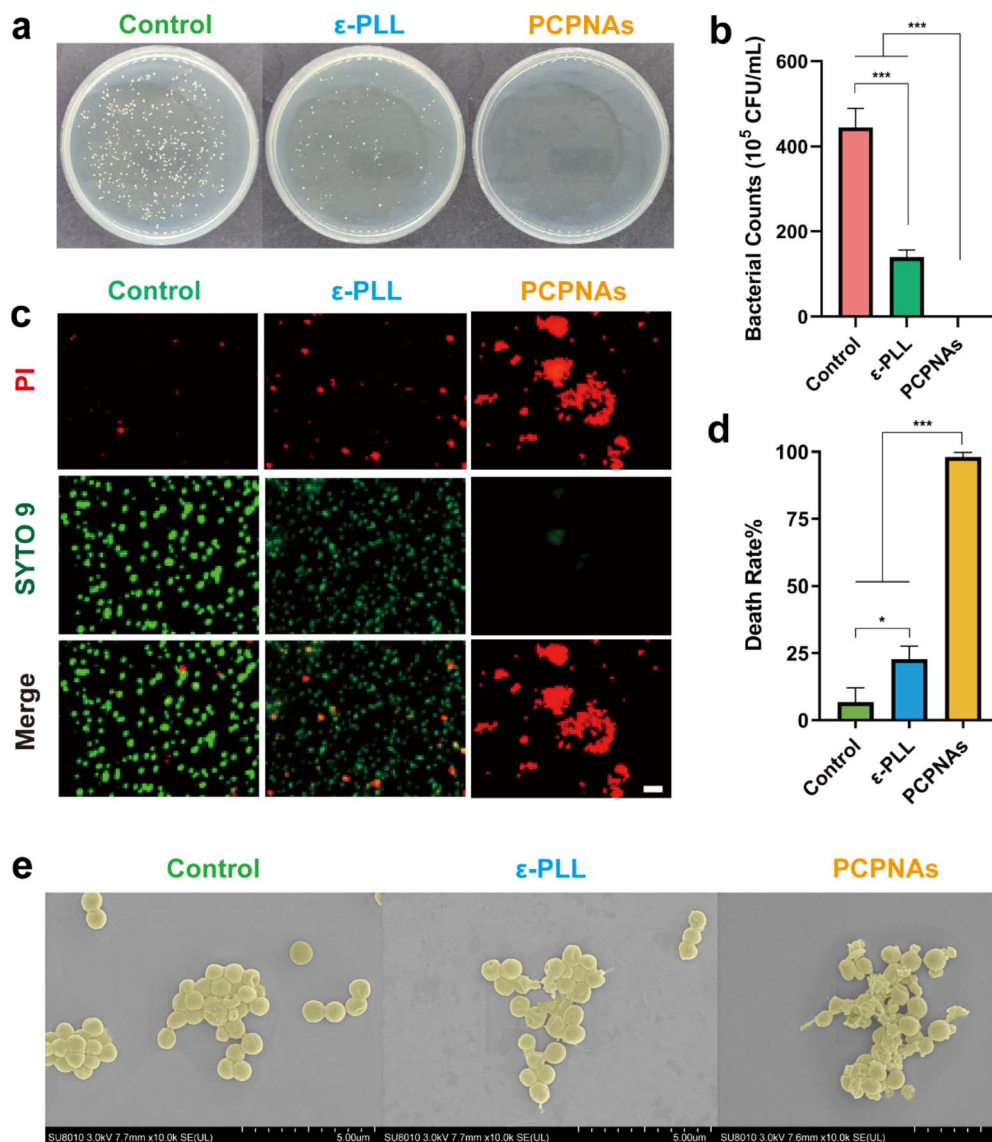 a
Control ε-PLL PCPNAs
b
Bacterial Counts (10⁵ CFU/mL)
600
400
200
0
***
***
Control
ε-PLL
PCPNAs
c
Control ε-PLL PCPNAs
PI
SYTO 9
Merge
d
Death Rate%
100
75
50
25
0
***
*
Control
ε-PLL
PCPNAs
e
Control ε-PLL PCPNAs
SU8010 3.0kV 7.7mm x10.0k SE(UL) 5.00um
SU8010 3.0kV 7.7mm x10.0k SE(UL) 5.00um
SU8010 3.0kV 7.6mm x10.0k SE(UL) 5.00um